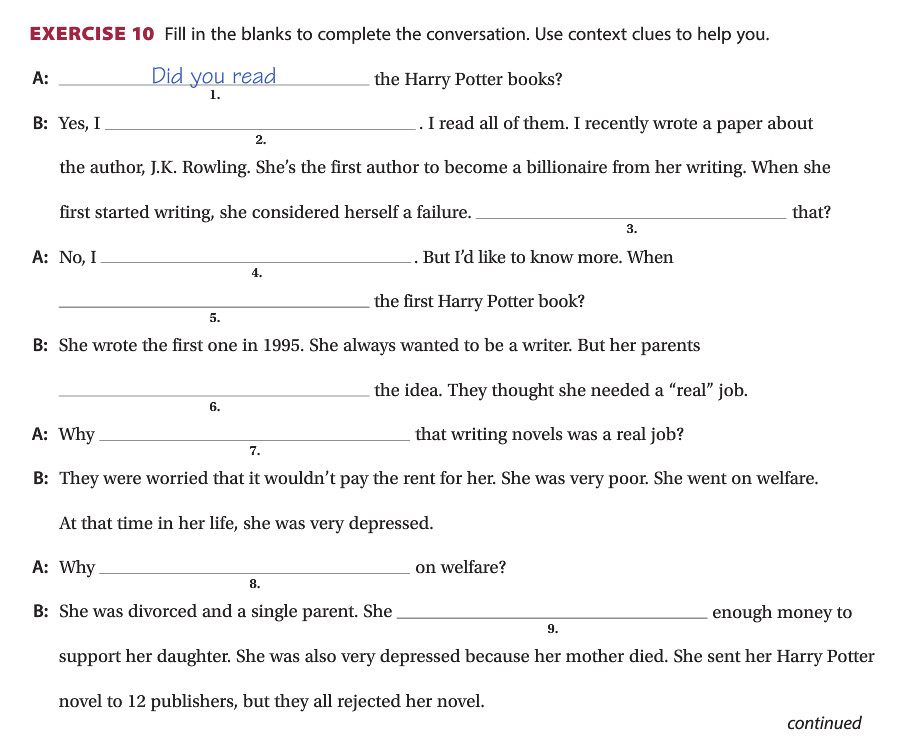 EXERCISE 10 Fill in the blanks to complete the conversation. Use context clues to help you.
A: Did you read the Harry Potter books?
1.
B: Yes, I . I read all of them. I recently wrote a paper about
2.
the author, J.K. Rowling. She’s the first author to become a billionaire from her writing. When she
first started writing, she considered herself a failure. that?
3.
A: No, I . But I’d like to know more. When
4.
the first Harry Potter book?
5.
B: She wrote the first one in 1995. She always wanted to be a writer. But her parents
the idea. They thought she needed a “real” job.
6.
A: Why that writing novels was a real job?
7.
B: They were worried that it wouldn’t pay the rent for her. She was very poor. She went on welfare.
At that time in her life, she was very depressed.
A: Why on welfare?
8.
B: She was divorced and a single parent. She enough money to
9.
support her daughter. She was also very depressed because her mother died. She sent her Harry Potter
novel to 12 publishers, but they all rejected her novel.
continued